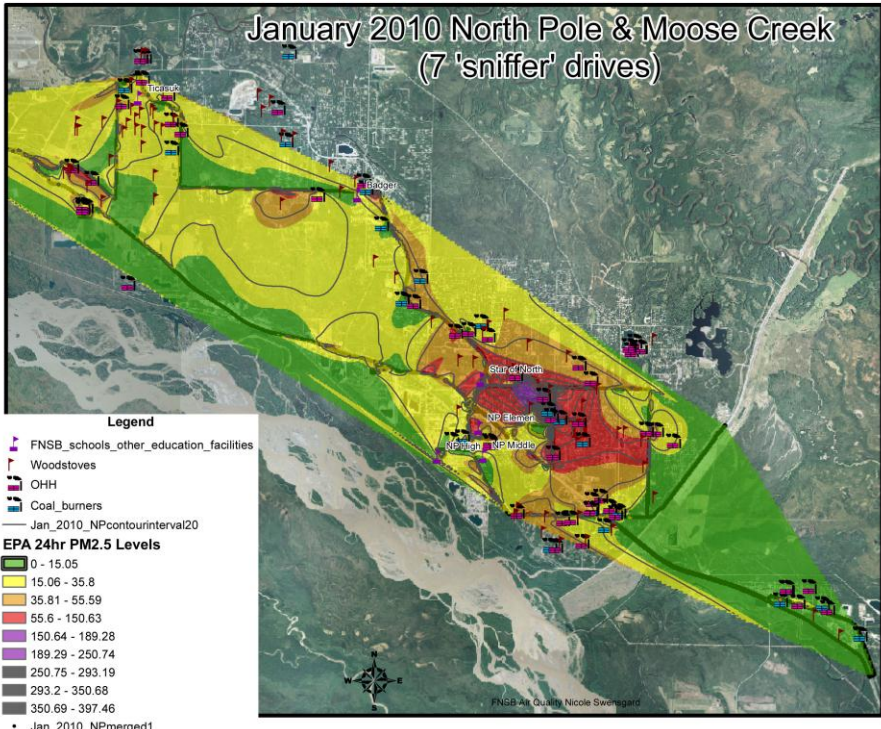 January 2010 North Pole & Moose Creek
(7 'sniffer' drives)
Ticasuk
Badger
Star of North
NP Elemen
NP High
NP Middle
Legend
FNSB_schools_other_education_facilities
Woodstoves
OHH
Coal_burners
Jan_2010_NPcontourinterval20
EPA 24hr PM2.5 Levels
0 - 15.05
15.06 - 35.8
35.81 - 55.59
55.6 - 150.63
150.64 - 189.28
189.29 - 250.74
250.75 - 293.19
293.2 - 350.68
350.69 - 397.46
Jan_2010_NPmerged1
N
W
E
S
FNSB Air Quality Nicole Swensgard